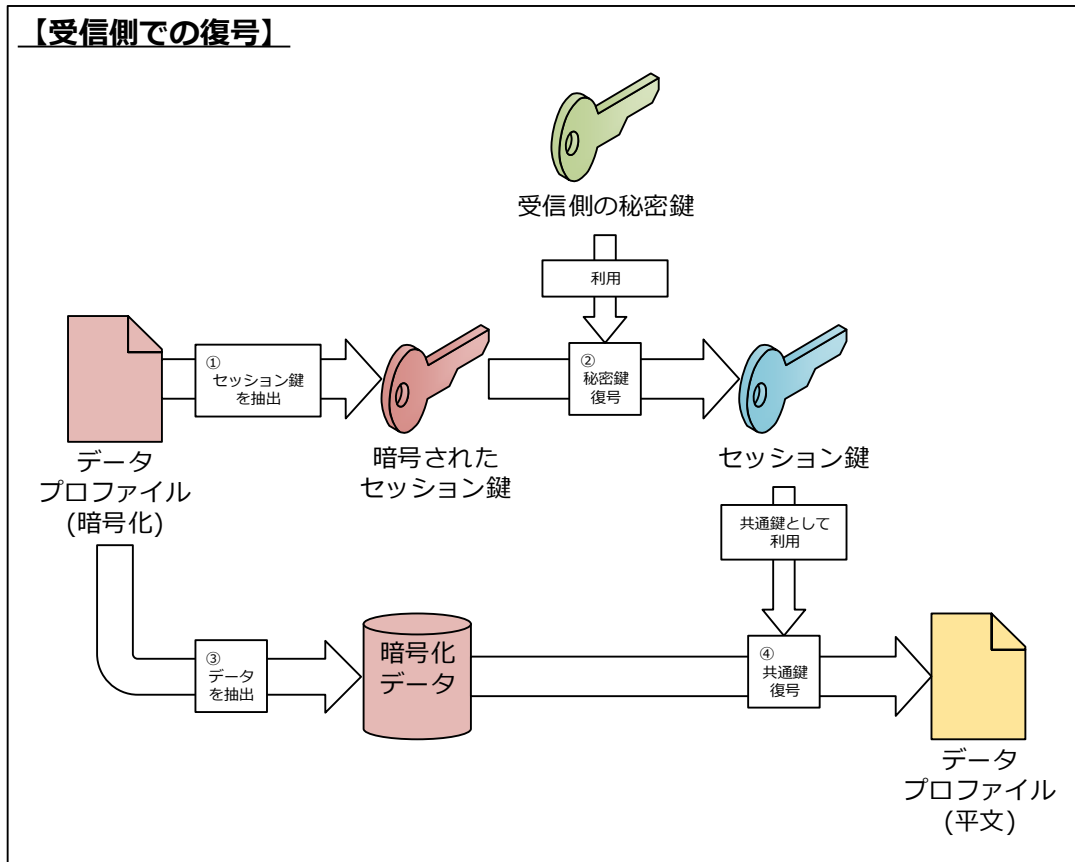 【受信側での復号】
受信側の秘密鍵
利用
①
セッション鍵
を抽出
②
秘密鍵
復号
データ
プロファイル
(暗号化)
暗号された
セッション鍵
セッション鍵
共通鍵として
利用
③
データ
を抽出
暗号化
データ
④
共通鍵
復号
データ
プロファイル
(平文)